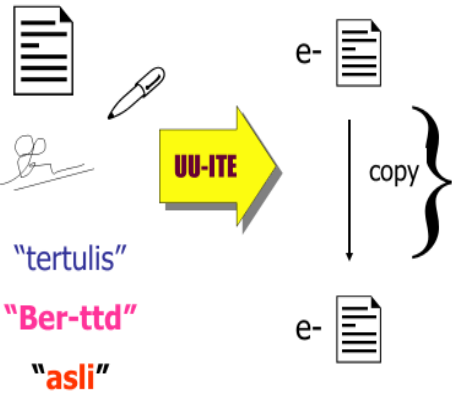 e-
UU-ITE
copy
"tertulis"
"Ber-ttd"
e-
"asli"